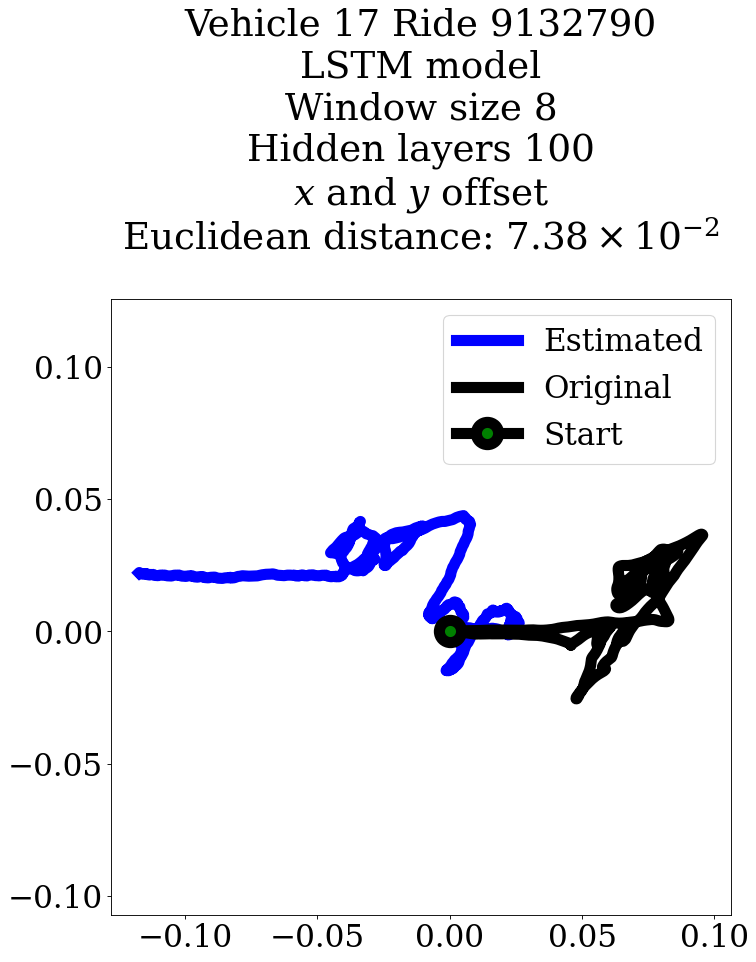 Vehicle 17 Ride 9132790
LSTM model
Window size 8
Hidden layers 100
x and y offset
Euclidean distance: 7.38 × 10⁻²
Estimated
Original
Start
0.10
0.05
0.00
−0.05
−0.10
−0.10 −0.05 0.00 0.05 0.10